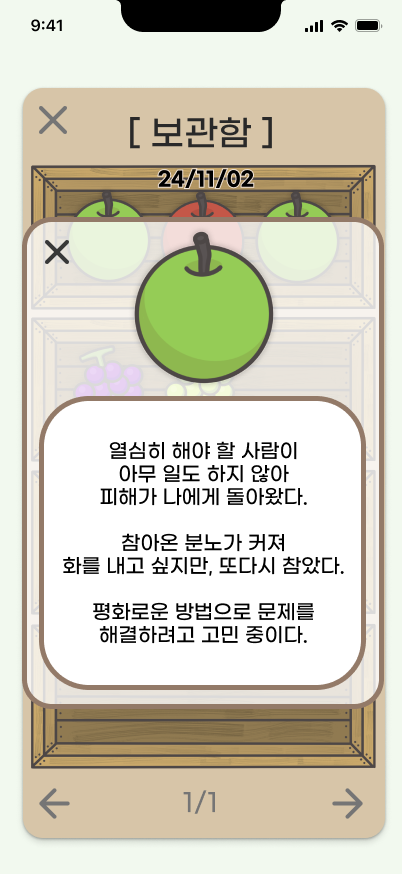 9:41
[ 보관함 ]
24/11/02
열심히 해야 할 사람이
아무 일도 하지 않아
피해가 나에게 돌아왔다.
참아온 분노가 커져
화를 내고 싶지만, 또다시 참았다.
평화로운 방법으로 문제를
해결하려고 고민 중이다.
1/1